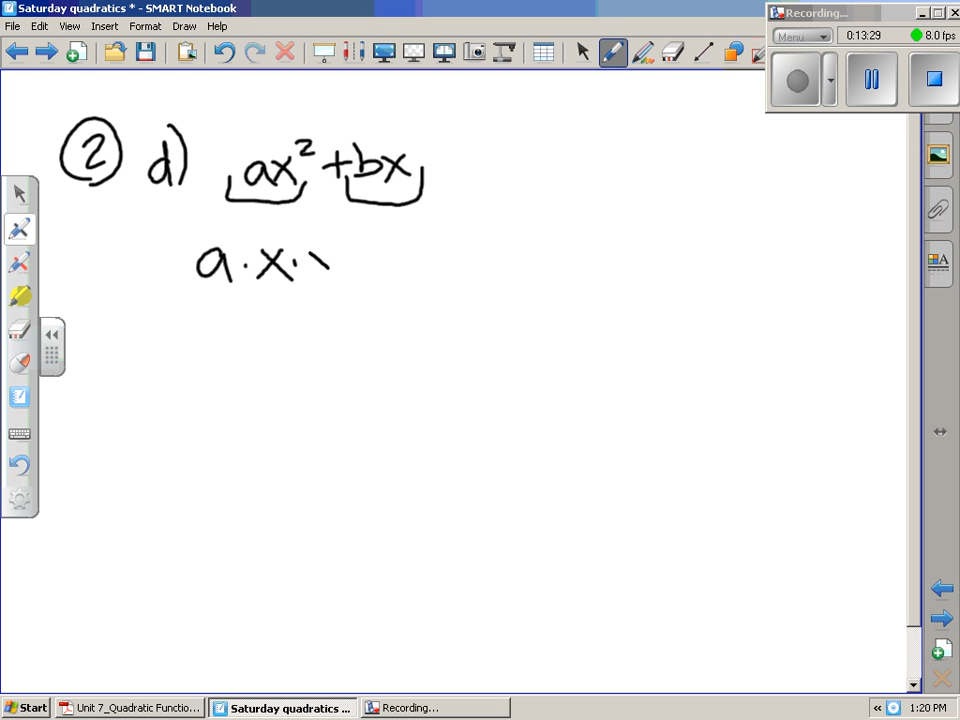 Saturday quadratics * - SMART Notebook
File Edit View Insert Format Draw Help
Recording...
Menu 0:13:29 8.0 fps
② d) ax² + bx
a · x ·
Start Unit 7_Quadratic Functio... Saturday quadratics ... Recording... « 1:20 PM